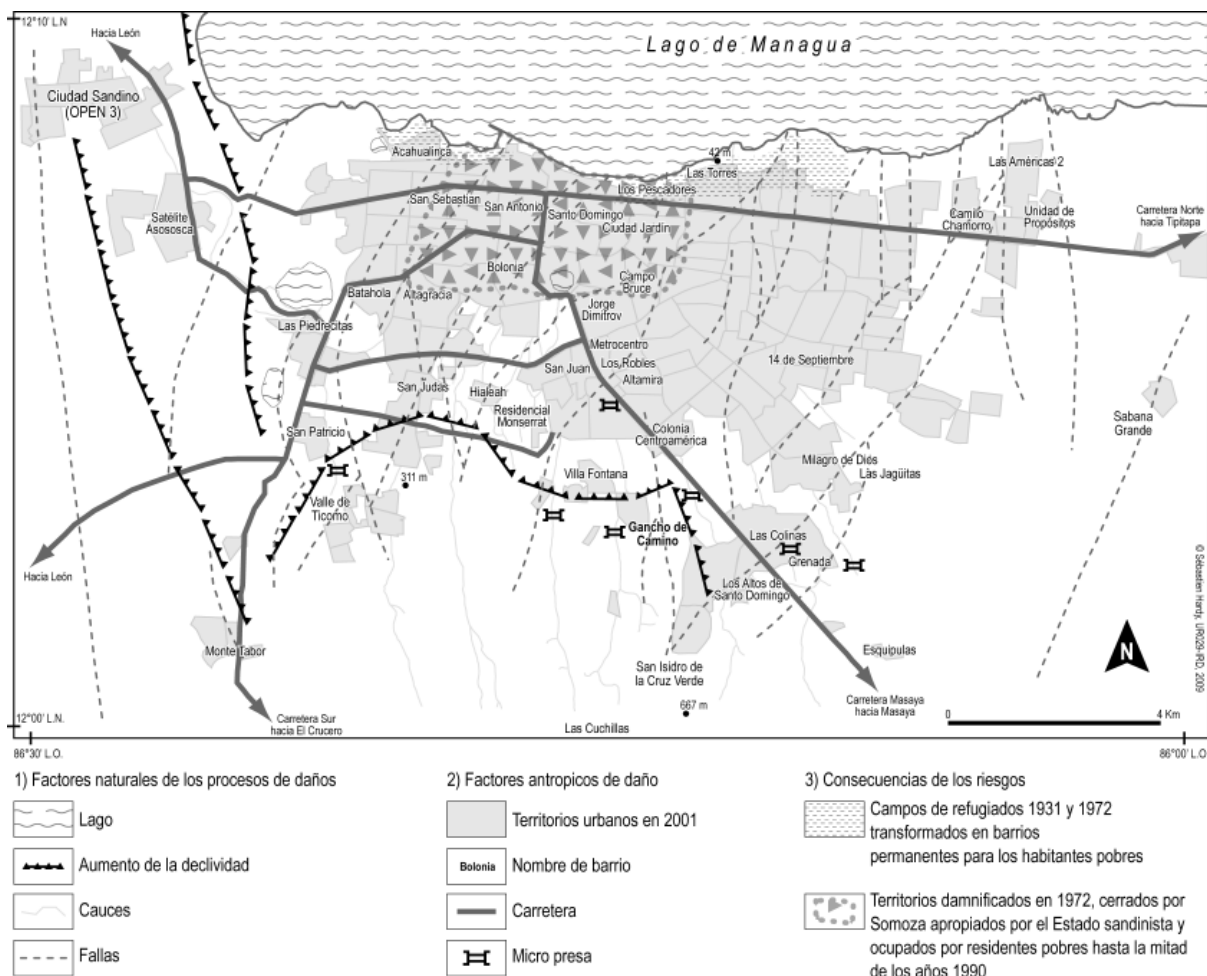 12°10' L.N
Hacia León
Lago de Managua
Ciudad Sandino
(OPEN 3)
Acahualinca
42 m
Las Torres
Las Américas 2
Los Pescadores
San Sebastián
San Antonio
Santo Domingo
Ciudad Jardín
Camilo
Chamorro
Unidad de
Propósitos
Carretera Norte
hacia Tipitapa
Satélite
Asososca
Bolonia
Campo
Bruce
Batahola
Altagracia
Jorge
Dimitrov
Las Piedrecitas
Metrocentro
San Juan
Los Robles
Altamira
14 de Septiembre
San Judas
Hialeah
Residencial
Monserrat
Sabana
Grande
San Patricio
Colonia
Centroamérica
Villa Fontana
Milagro de Dios
Las Jagüitas
311 m
Valle de
Ticomo
Gancho de
Camino
Las Colinas
Grenada
Hacia León
Los Altos de
Santo Domingo
Monte Tabor
Esquipulas
San Isidro de
la Cruz Verde
N
© Sébastien Hardy, UR029-IRD, 2009
667 m
Carretera Masaya
hacia Masaya
0 4 Km
12°00' L.N.
Carretera Sur
hacia El Crucero
Las Cuchillas
86°30' L.O.
86°00' L.O.
1) Factores naturales de los procesos de daños
Lago
Aumento de la declividad
Cauces
Fallas
2) Factores antropicos de daño
Territorios urbanos en 2001
Bolonia Nombre de barrio
Carretera
Micro presa
3) Consecuencias de los riesgos
Campos de refugiados 1931 y 1972
transformados en barrios
permanentes para los habitantes pobres
Territorios damnificados en 1972, cerrados por
Somoza apropiados por el Estado sandinista y
ocupados por residentes pobres hasta la mitad
de los años 1990